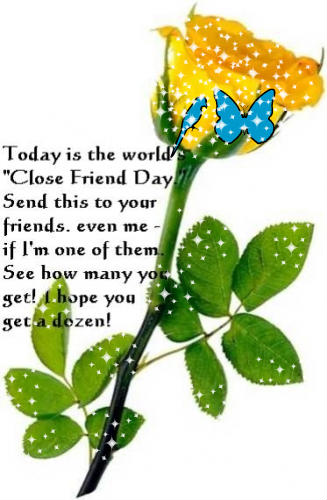 Today is the world's
"Close Friend Day."
Send this to your
friends. even me -
if I'm one of them.
See how many you
get! I hope you
get a dozen!